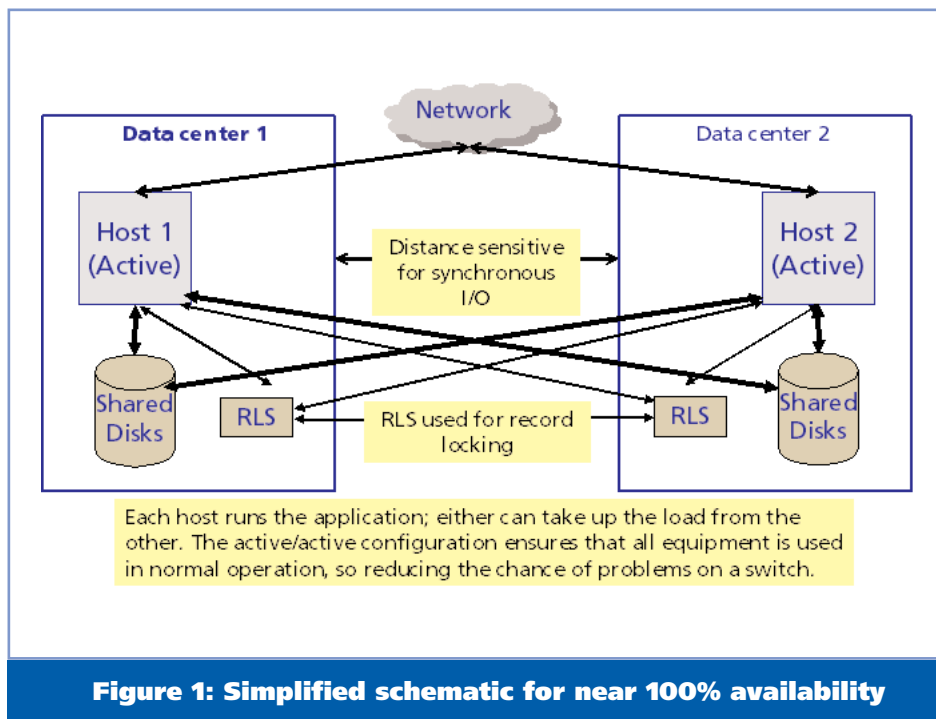 Network
Data center 1
Data center 2
Host 1
(Active)
Distance sensitive
for synchronous
I/O
Host 2
(Active)
Shared
Disks
RLS
RLS used for record
locking
RLS
Shared
Disks
Each host runs the application; either can take up the load from the
other. The active/active configuration ensures that all equipment is used
in normal operation, so reducing the chance of problems on a switch.
Figure 1: Simplified schematic for near 100% availability